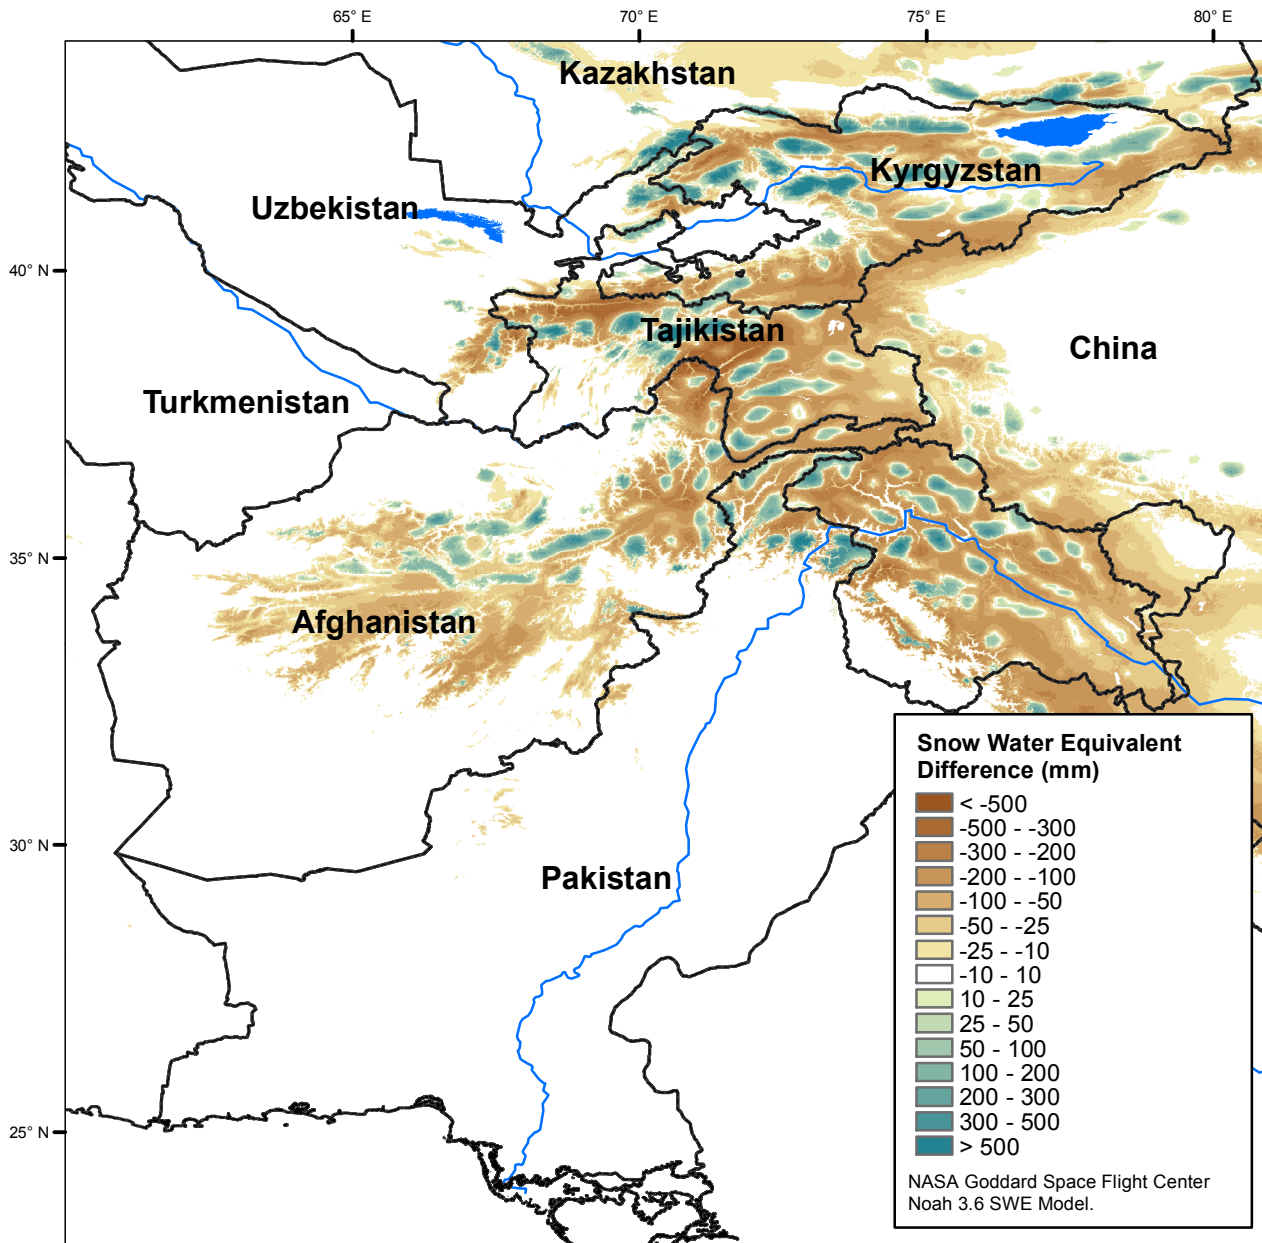 65° E
70° E
75° E
80° E
Kazakhstan
Kyrgyzstan
Uzbekistan
40° N
Tajikistan
China
Turkmenistan
35° N
Afghanistan
Snow Water Equivalent
Difference (mm)
< -500
-500 - -300
-300 - -200
-200 - -100
-100 - -50
-50 - -25
-25 - -10
-10 - 10
10 - 25
25 - 50
50 - 100
100 - 200
200 - 300
300 - 500
> 500
NASA Goddard Space Flight Center
Noah 3.6 SWE Model.
30° N
Pakistan
25° N